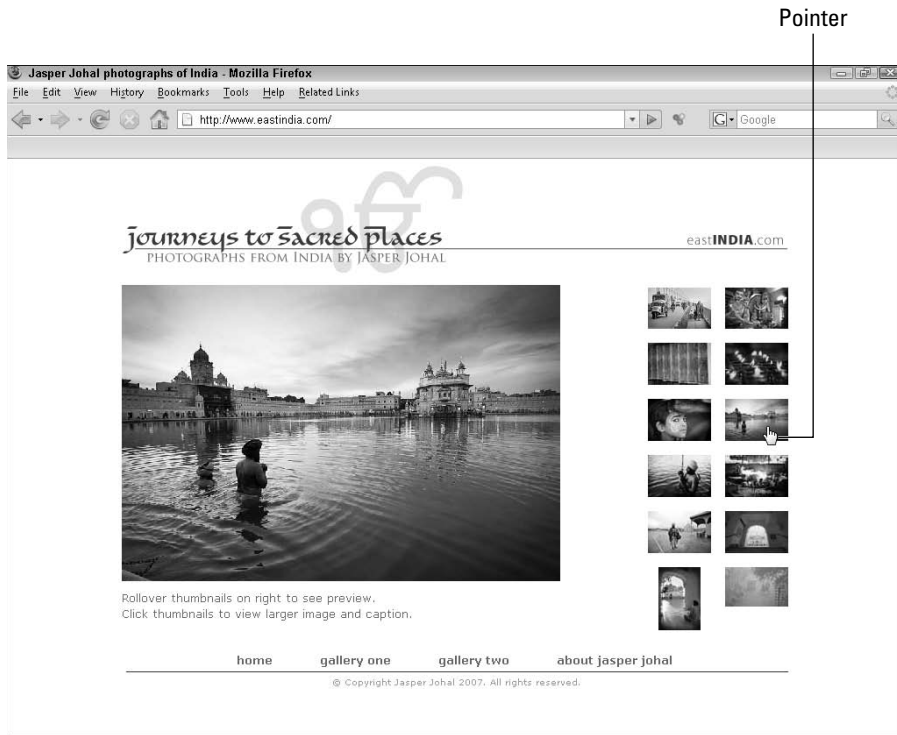 Pointer
Jasper Johal photographs of India - Mozilla Firefox
File Edit View History Bookmarks Tools Help Related Links
http://www.eastindia.com/ G Google
ੴ
journeys to sacred places
eastINDIA.com
PHOTOGRAPHS FROM INDIA BY JASPER JOHAL
Rollover thumbnails on right to see preview.
Click thumbnails to view larger image and caption.
home gallery one gallery two about jasper johal
© Copyright Jasper Johal 2007. All rights reserved.